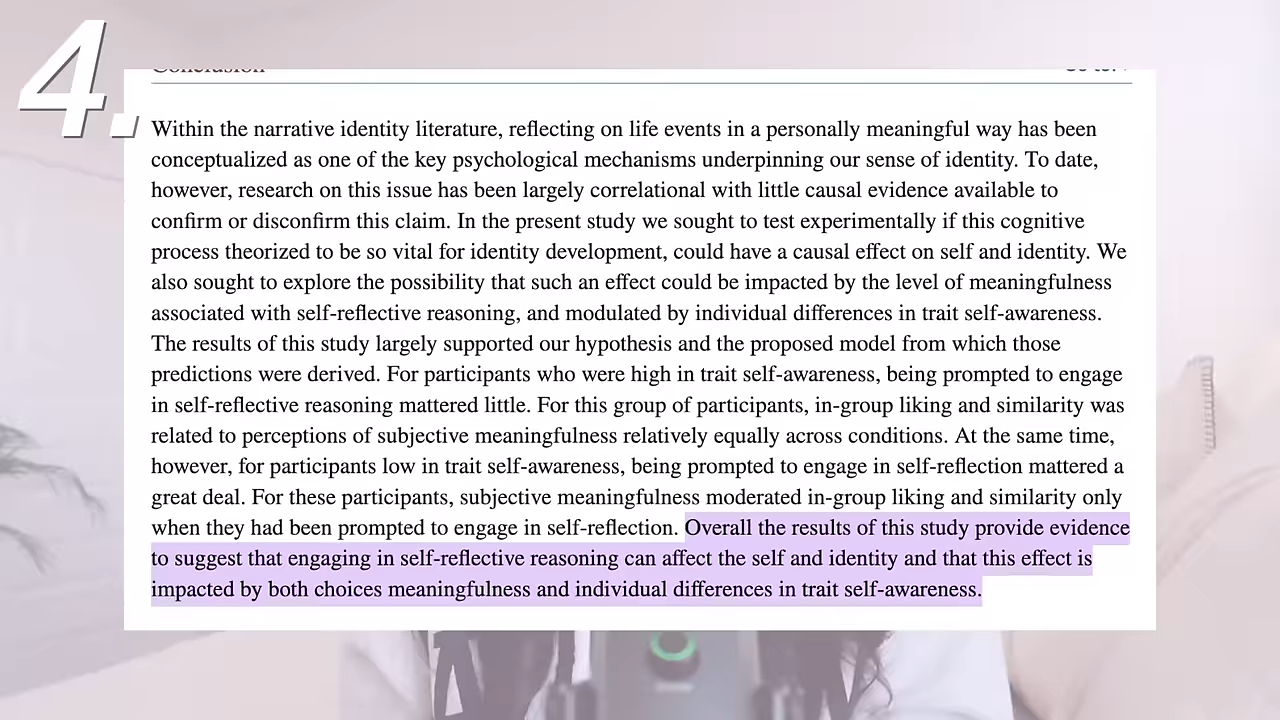 4.
Conclusion
Within the narrative identity literature, reflecting on life events in a personally meaningful way has been
conceptualized as one of the key psychological mechanisms underpinning our sense of identity. To date,
however, research on this issue has been largely correlational with little causal evidence available to
confirm or disconfirm this claim. In the present study we sought to test experimentally if this cognitive
process theorized to be so vital for identity development, could have a causal effect on self and identity. We
also sought to explore the possibility that such an effect could be impacted by the level of meaningfulness
associated with self-reflective reasoning, and modulated by individual differences in trait self-awareness.
The results of this study largely supported our hypothesis and the proposed model from which those
predictions were derived. For participants who were high in trait self-awareness, being prompted to engage
in self-reflective reasoning mattered little. For this group of participants, in-group liking and similarity was
related to perceptions of subjective meaningfulness relatively equally across conditions. At the same time,
however, for participants low in trait self-awareness, being prompted to engage in self-reflection mattered a
great deal. For these participants, subjective meaningfulness moderated in-group liking and similarity only
when they had been prompted to engage in self-reflection. Overall the results of this study provide evidence
to suggest that engaging in self-reflective reasoning can affect the self and identity and that this effect is
impacted by both choices meaningfulness and individual differences in trait self-awareness.